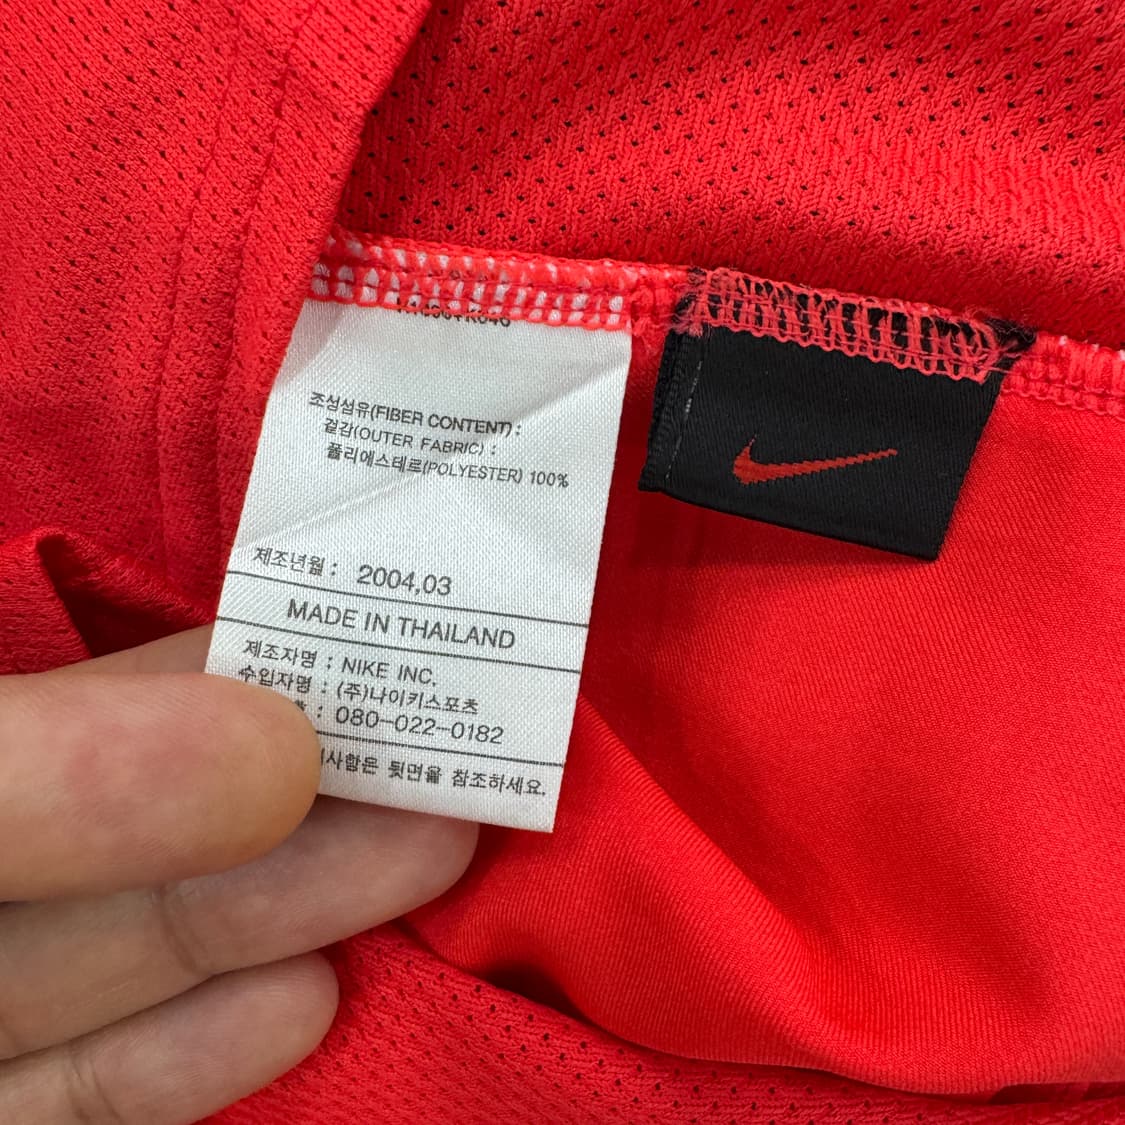 조성섬유(FIBER CONTENT) :
겉감(OUTER FABRIC) :
폴리에스테르(POLYESTER) 100%
제조년월 : 2004,03
MADE IN THAILAND
제조자명 : NIKE INC.
수입자명 : (주)나이키스포츠
: 080-022-0182
뒷면을 참조하세요.